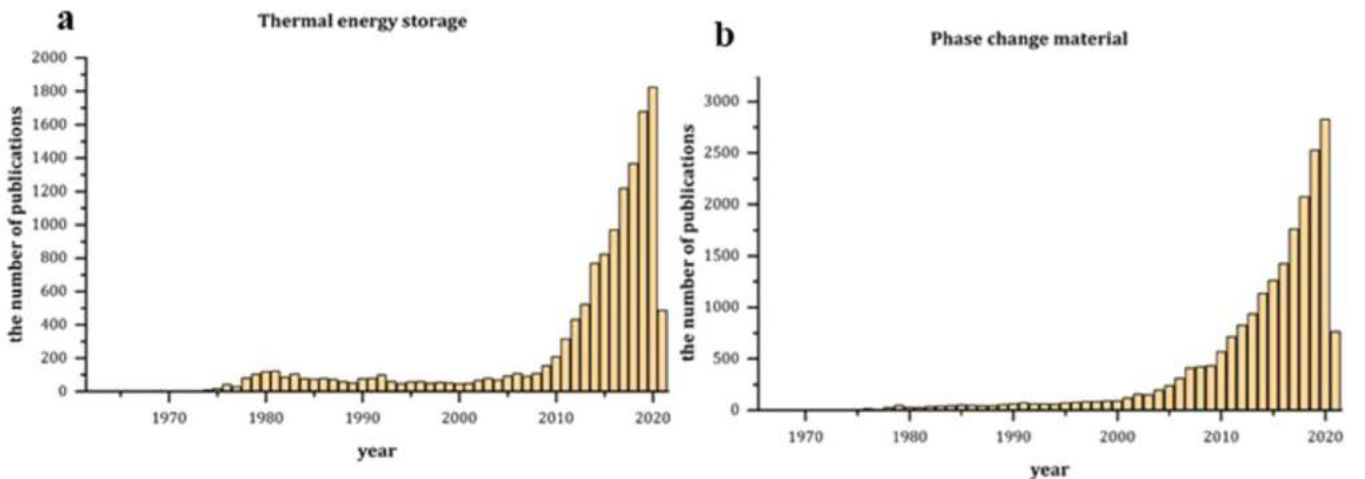 a
Thermal energy storage
2000
1800
1600
1400
1200
1000
800
600
400
200
0
the number of publications
1970 1980 1990 2000 2010 2020
year
b
Phase change material
3000
2500
2000
1500
1000
500
0
the number of publications
1970 1980 1990 2000 2010 2020
year